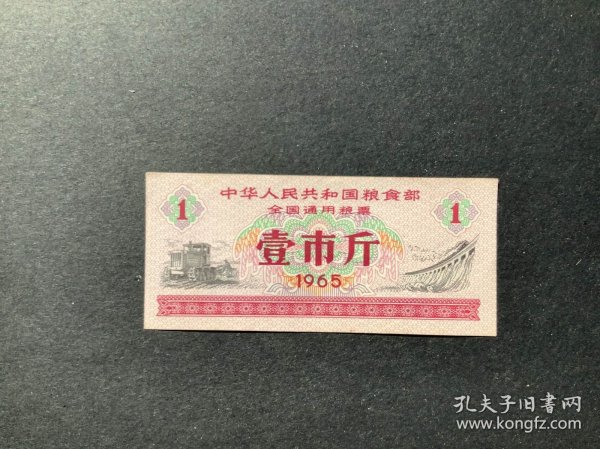 中华人民共和国粮食部
全国通用粮票
1 1
壹市斤
1965
孔夫子旧书网
www.kongfz.com